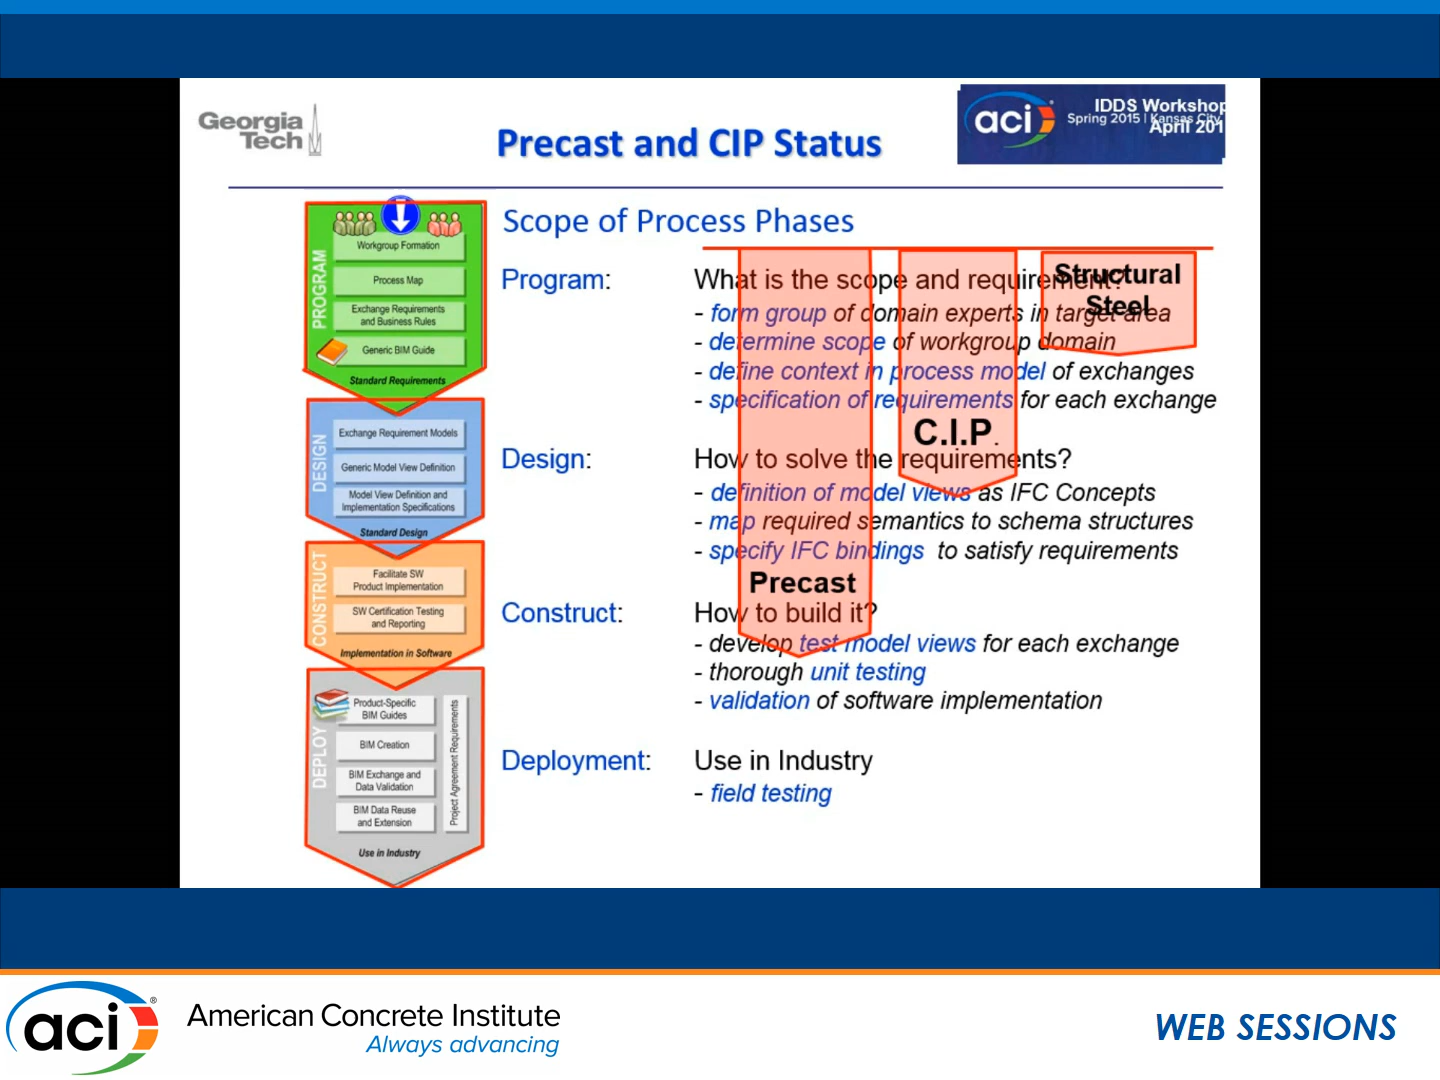 Georgia
Tech
Precast and CIP Status
aci
IDDS Workshop
Spring 2015 | Kansas City,
April 201
Scope of Process Phases
PROGRAM
Workgroup Formation
Process Map
Exchange Requirements
and Business Rules
Generic BIM Guide
Standard Requirements
DESIGN
Exchange Requirement Models
Generic Model View Definition
Model View Definition and
Implementation Specifications
Standard Design
CONSTRUCT
Facilitate SW
Product Implementation
SW Certification Testing
and Reporting
Implementation in Software
DEPLOY
Product-Specific
BIM Guides
BIM Creation
BIM Exchange and
Data Validation
BIM Data Reuse
and Extension
Project Agreement Requirements
Use in Industry
Program: What is the scope and requirement?
- form group of domain experts in target area
- determine scope of workgroup domain
- define context in process model of exchanges
- specification of requirements for each exchange
Design: How to solve the requirements?
- definition of model views as IFC Concepts
- map required semantics to schema structures
- specify IFC bindings to satisfy requirements
Construct: How to build it?
- develop test model views for each exchange
- thorough unit testing
- validation of software implementation
Deployment: Use in Industry
- field testing
Precast
C.I.P.
Structural
Steel
aci®
American Concrete Institute
Always advancing
WEB SESSIONS